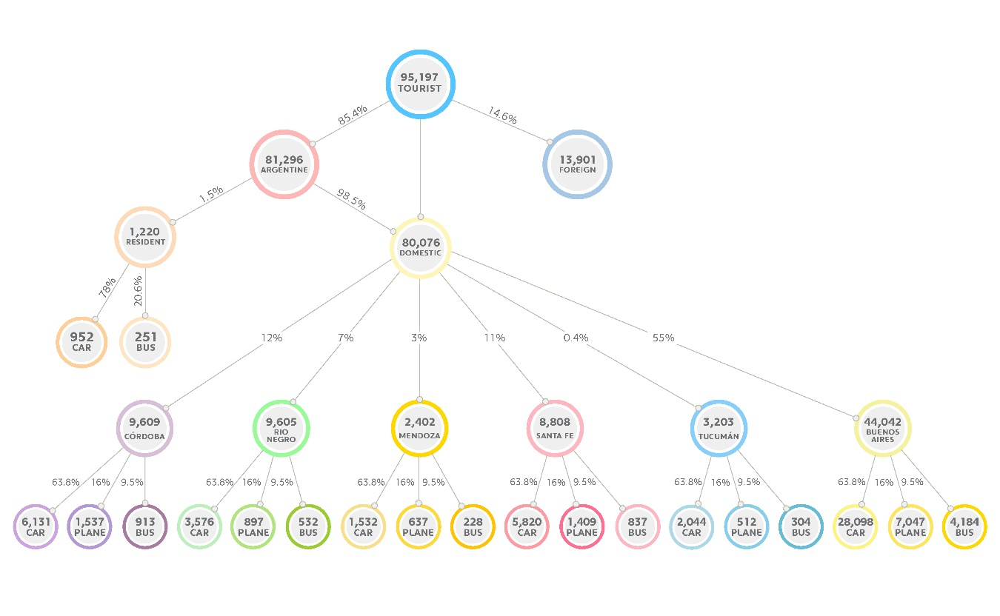 95,197
TOURIST
85.4%
14.6%
81,296
ARGENTINE
13,901
FOREIGN
1.5%
98.5%
1,220
RESIDENT
80,076
DOMESTIC
78%
20.6%
952
CAR
251
BUS
12%
7%
3%
11%
0.4%
55%
9,609
CÓRDOBA
9,605
RIO
NEGRO
2,402
MENDOZA
8,808
SANTA FE
3,203
TUCUMÁN
44,042
BUENOS
AIRES
63.8%
16%
9.5%
63.8%
16%
9.5%
63.8%
16%
9.5%
63.8%
16%
9.5%
63.8%
16%
9.5%
63.8%
16%
9.5%
6,131
CAR
1,537
PLANE
913
BUS
3,576
CAR
897
PLANE
532
BUS
1,532
CAR
637
PLANE
228
BUS
5,820
CAR
1,409
PLANE
837
BUS
2,044
CAR
512
PLANE
304
BUS
28,098
CAR
7,047
PLANE
4,184
BUS